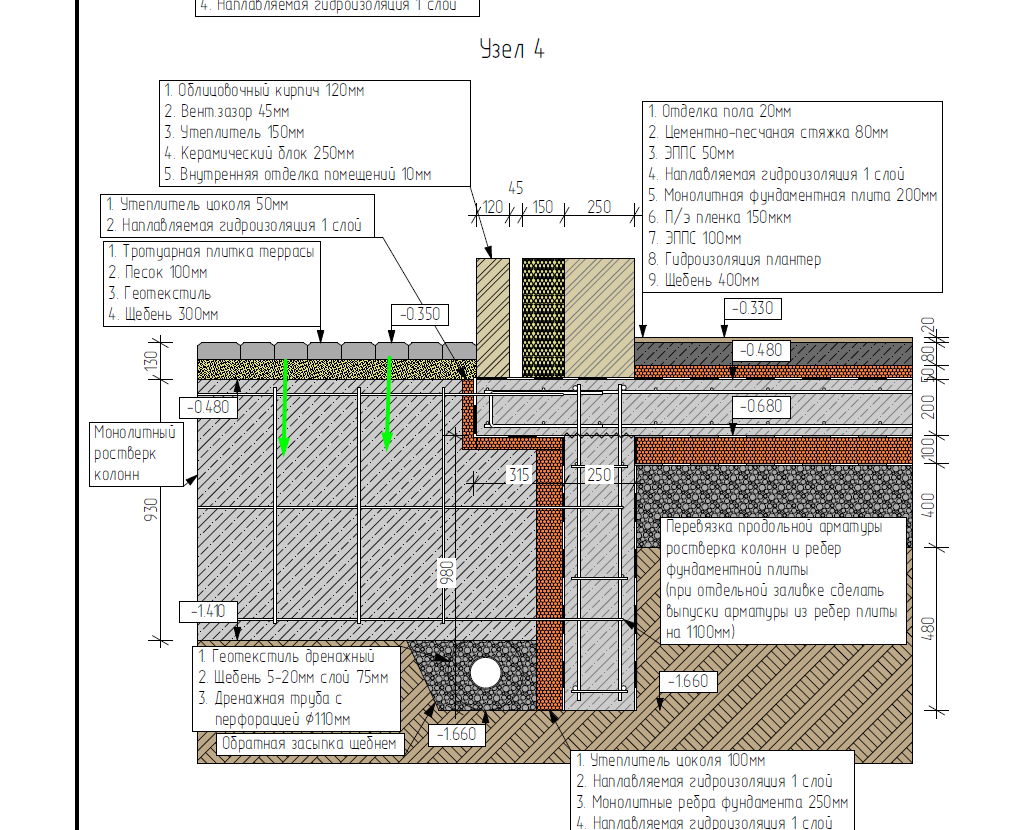 4. Наплавляемая гидроизоляция 1 слой
Узел 4
1. Облицовочный кирпич 120мм
2. Вент.зазор 45мм
3. Утеплитель 150мм
4. Керамический блок 250мм
5. Внутренняя отделка помещений 10мм
1. Утеплитель цоколя 50мм
2. Наплавляемая гидроизоляция 1 слой
1. Тротуарная плитка террасы
2. Песок 100мм
3. Геотекстиль
4. Щебень 300мм
45
120
150
250
1. Отделка пола 20мм
2. Цементно-песчаная стяжка 80мм
3. ЭППС 50мм
4. Наплавляемая гидроизоляция 1 слой
5. Монолитная фундаментная плита 200мм
6. П/э пленка 150мкм
7. ЭППС 100мм
8. Гидроизоляция плантер
9. Щебень 400мм
-0.350
-0.330
130
-0.480
20
80
50
-0.480
-0.680
200
Монолитный
ростверк
колонн
100
315
250
930
400
980
Перевязка продольной арматуры
ростверка колонн и ребер
фундаментной плиты
(при отдельной заливке сделать
выпуски арматуры из ребер плиты
на 1100мм)
-1.410
480
1. Геотекстиль дренажный
2. Щебень 5-20мм слой 75мм
3. Дренажная труба с
перфорацией ∅110мм
Обратная засыпка щебнем
-1.660
-1.660
1. Утеплитель цоколя 100мм
2. Наплавляемая гидроизоляция 1 слой
3. Монолитные ребра фундамента 250мм
4. Наплавляемая гидроизоляция 1 слой